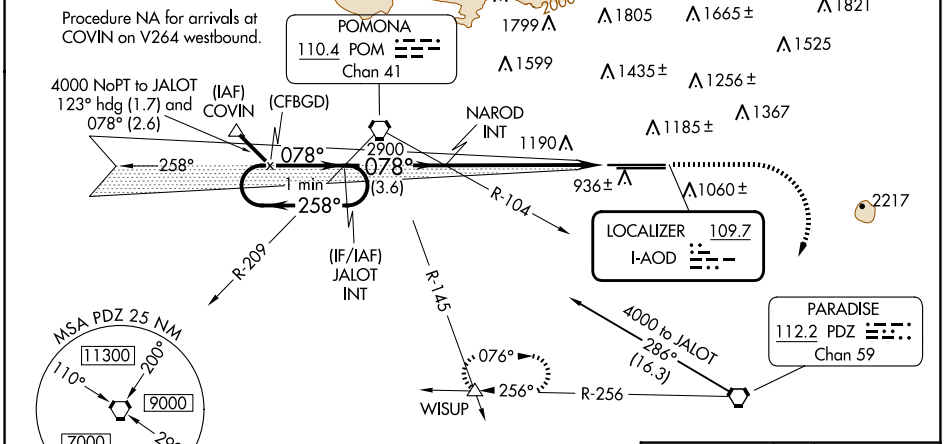 Procedure NA for arrivals at
COVIN on V264 westbound.
2000
1799
1805
1665 ±
1821
1525
POMONA
110.4 POM
Chan 41
1599
1435 ±
1256 ±
1367
1185 ±
4000 NoPT to JALOT
123° hdg (1.7) and
078° (2.6)
(IAF)
COVIN
(CFBGD)
NAROD
INT
1190
2900
258°
078°
078°
(3.6)
1 min
258°
936 ±
1060 ±
2217
R-104
R-209
(IF/IAF)
JALOT
INT
R-145
LOCALIZER 109.7
I-AOD
4000 to JALOT
286°
(16.3)
PARADISE
112.2 PDZ
Chan 59
MSA PDZ 25 NM
11300
200°
110°
9000
7000
076°
256°
R-256
WISUP